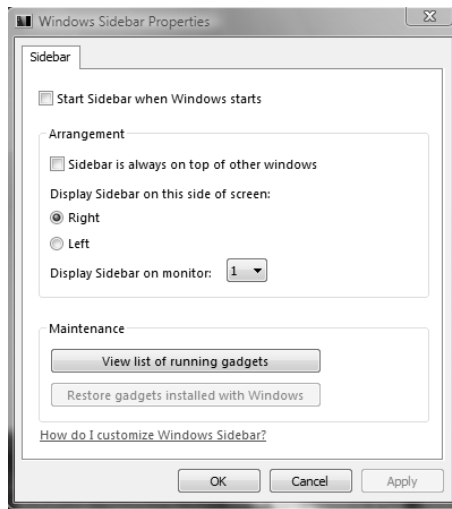 Windows Sidebar Properties
Sidebar
Start Sidebar when Windows starts
Arrangement
Sidebar is always on top of other windows
Display Sidebar on this side of screen:
Right
Left
Display Sidebar on monitor: 1
Maintenance
View list of running gadgets
Restore gadgets installed with Windows
How do I customize Windows Sidebar?
OK Cancel Apply